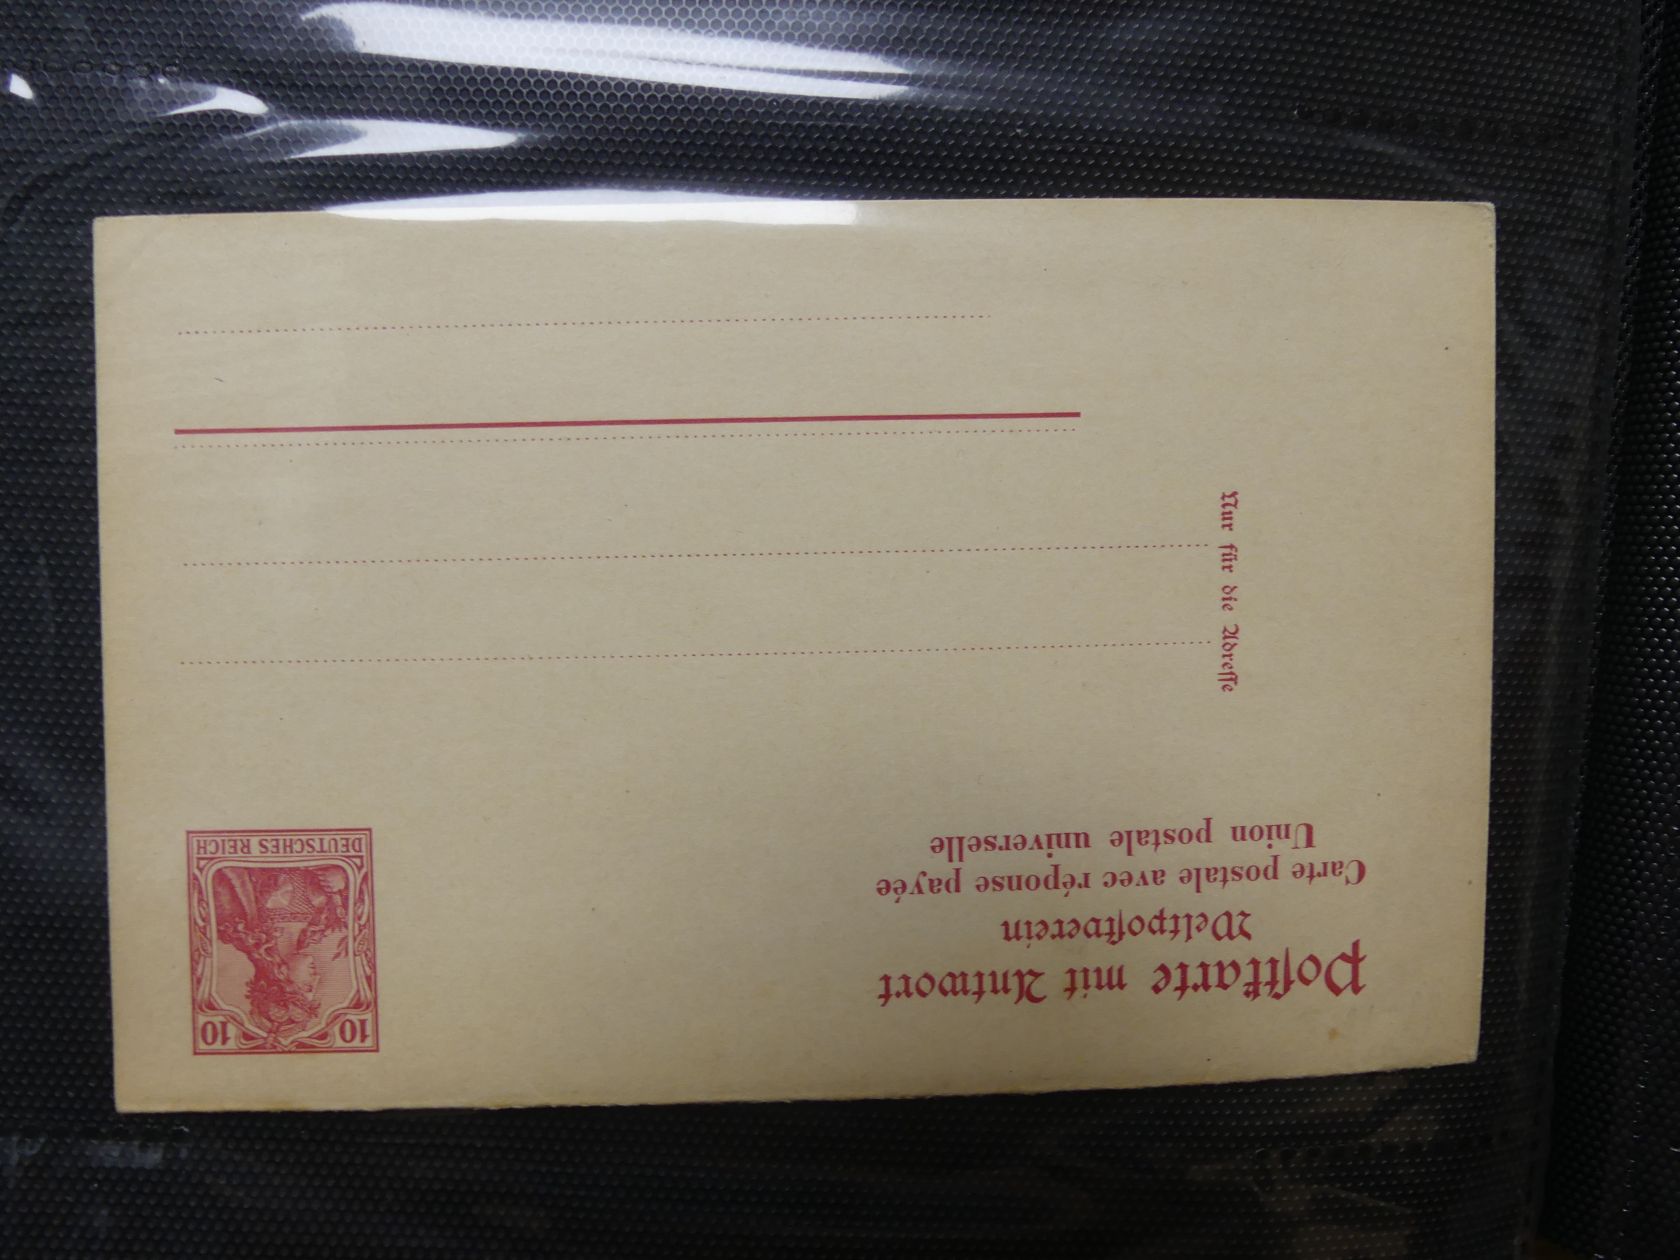 Postkarte mit Antwort
Weltpostverein
Carte postale avec réponse payée
Union postale universelle
10 10
DEUTSCHES REICH
Nur für die Adresse